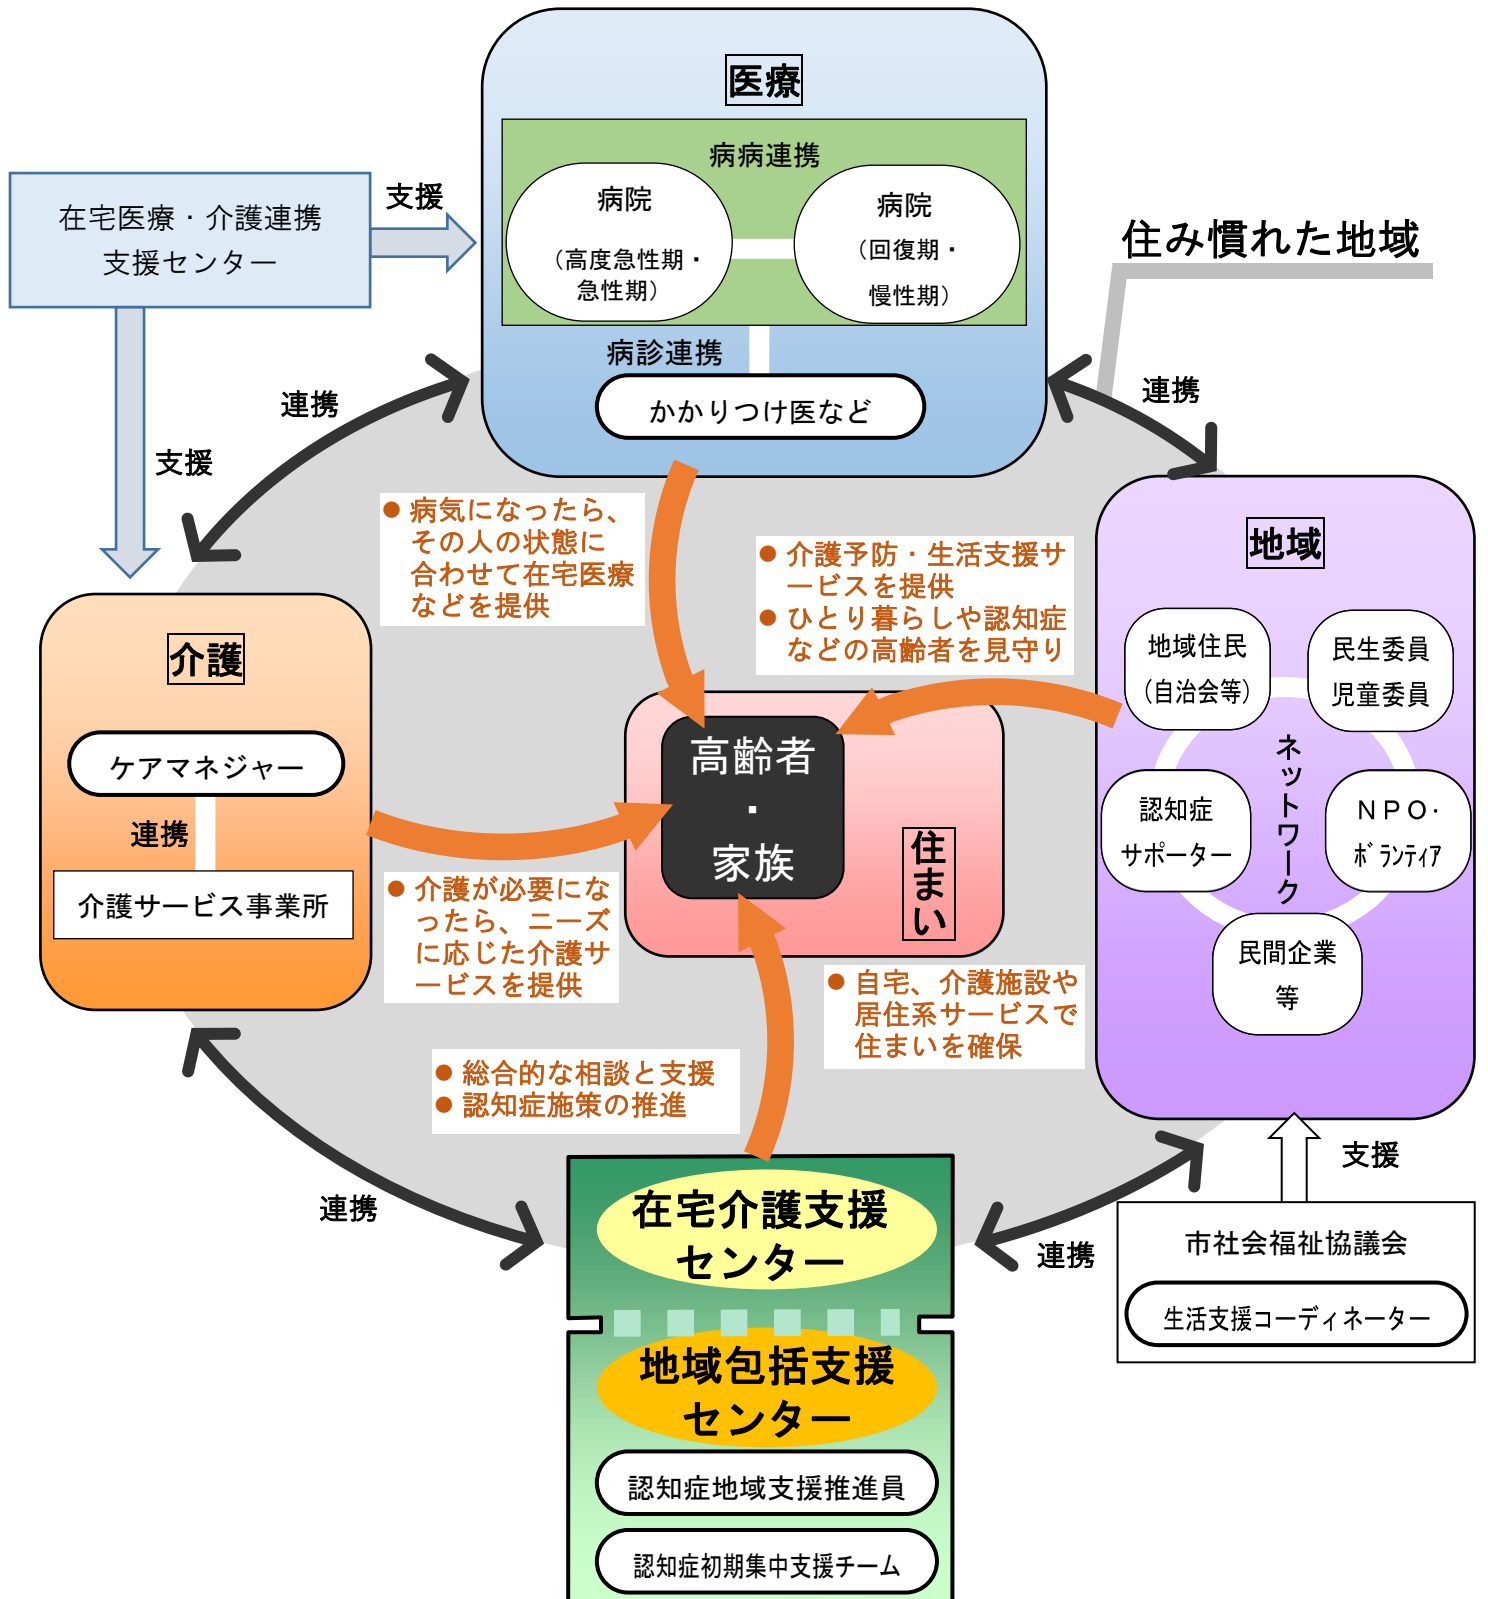 医療
病病連携
病院
（高度急性期・
急性期）
病院
（回復期・
慢性期）
病診連携
かかりつけ医など
在宅医療・介護連携
支援センター
支援
支援
住み慣れた地域
連携
連携
病気になったら、
その人の状態に
合わせて在宅医療
などを提供
介護予防・生活支援サ
ービスを提供
ひとり暮らしや認知症
などの高齢者を見守り
地域
地域住民
（自治会等）
民生委員
児童委員
認知症
サポーター
ＮＰＯ・
ﾎﾞﾗﾝﾃｨｱ
民間企業
等
ネットワーク
介護
ケアマネジャー
連携
介護サービス事業所
高齢者
・
家族
住まい
介護が必要にな
ったら、ニーズ
に応じた介護サ
ービスを提供
自宅、介護施設や
居住系サービスで
住まいを確保
総合的な相談と支援
認知症施策の推進
連携
連携
支援
市社会福祉協議会
生活支援コーディネーター
在宅介護支援
センター
地域包括支援
センター
認知症地域支援推進員
認知症初期集中支援チーム